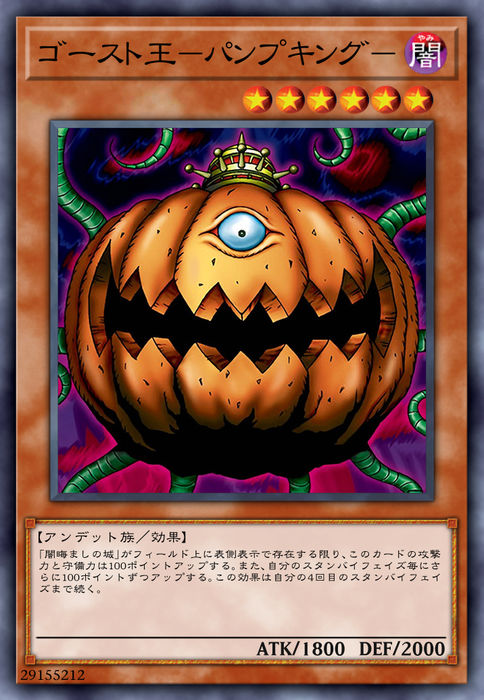 ゴースト王－パンプキング－
やみ
闇
【アンデット族／効果】
「闇晦ましの城」がフィールド上に表側表示で存在する限り、このカードの攻撃
力と守備力は100ポイントアップする。また、自分のスタンバイフェイズ毎にさ
らに100ポイントずつアップする。この効果は自分の4回目のスタンバイフェイ
ズまで続く。
ATK/1800 DEF/2000
29155212